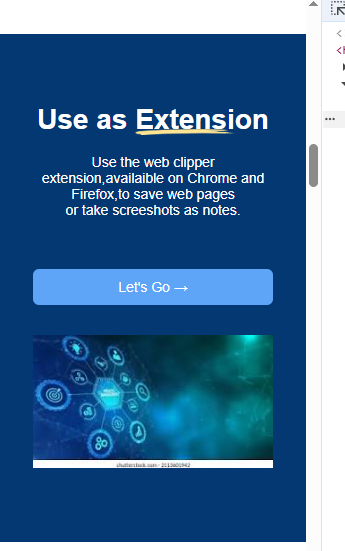 Use as Extension
Use the web clipper
extension,availaible on Chrome and
Firefox,to save web pages
or take screeshots as notes.
Let's Go →
shutterstock.com · 2113601942
<
<h
...